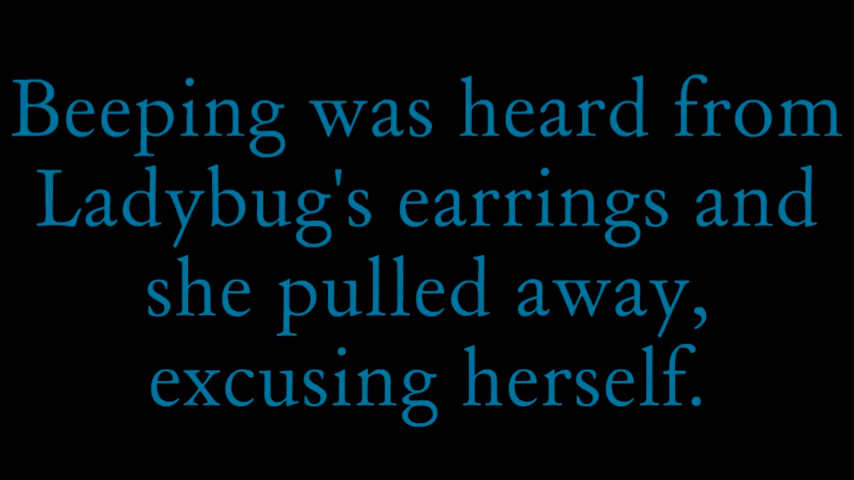 Beeping was heard from
Ladybug's earrings and
she pulled away,
excusing herself.